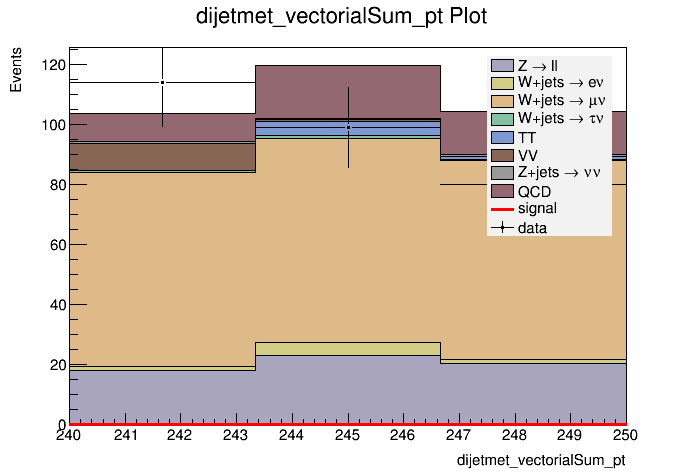 dijetmet_vectorialSum_pt Plot
Events
120
100
80
60
40
20
0
240 241 242 243 244 245 246 247 248 249 250
dijetmet_vectorialSum_pt
Z → ll
W+jets → eν
W+jets → μν
W+jets → τν
TT
VV
Z+jets → νν
QCD
signal
data